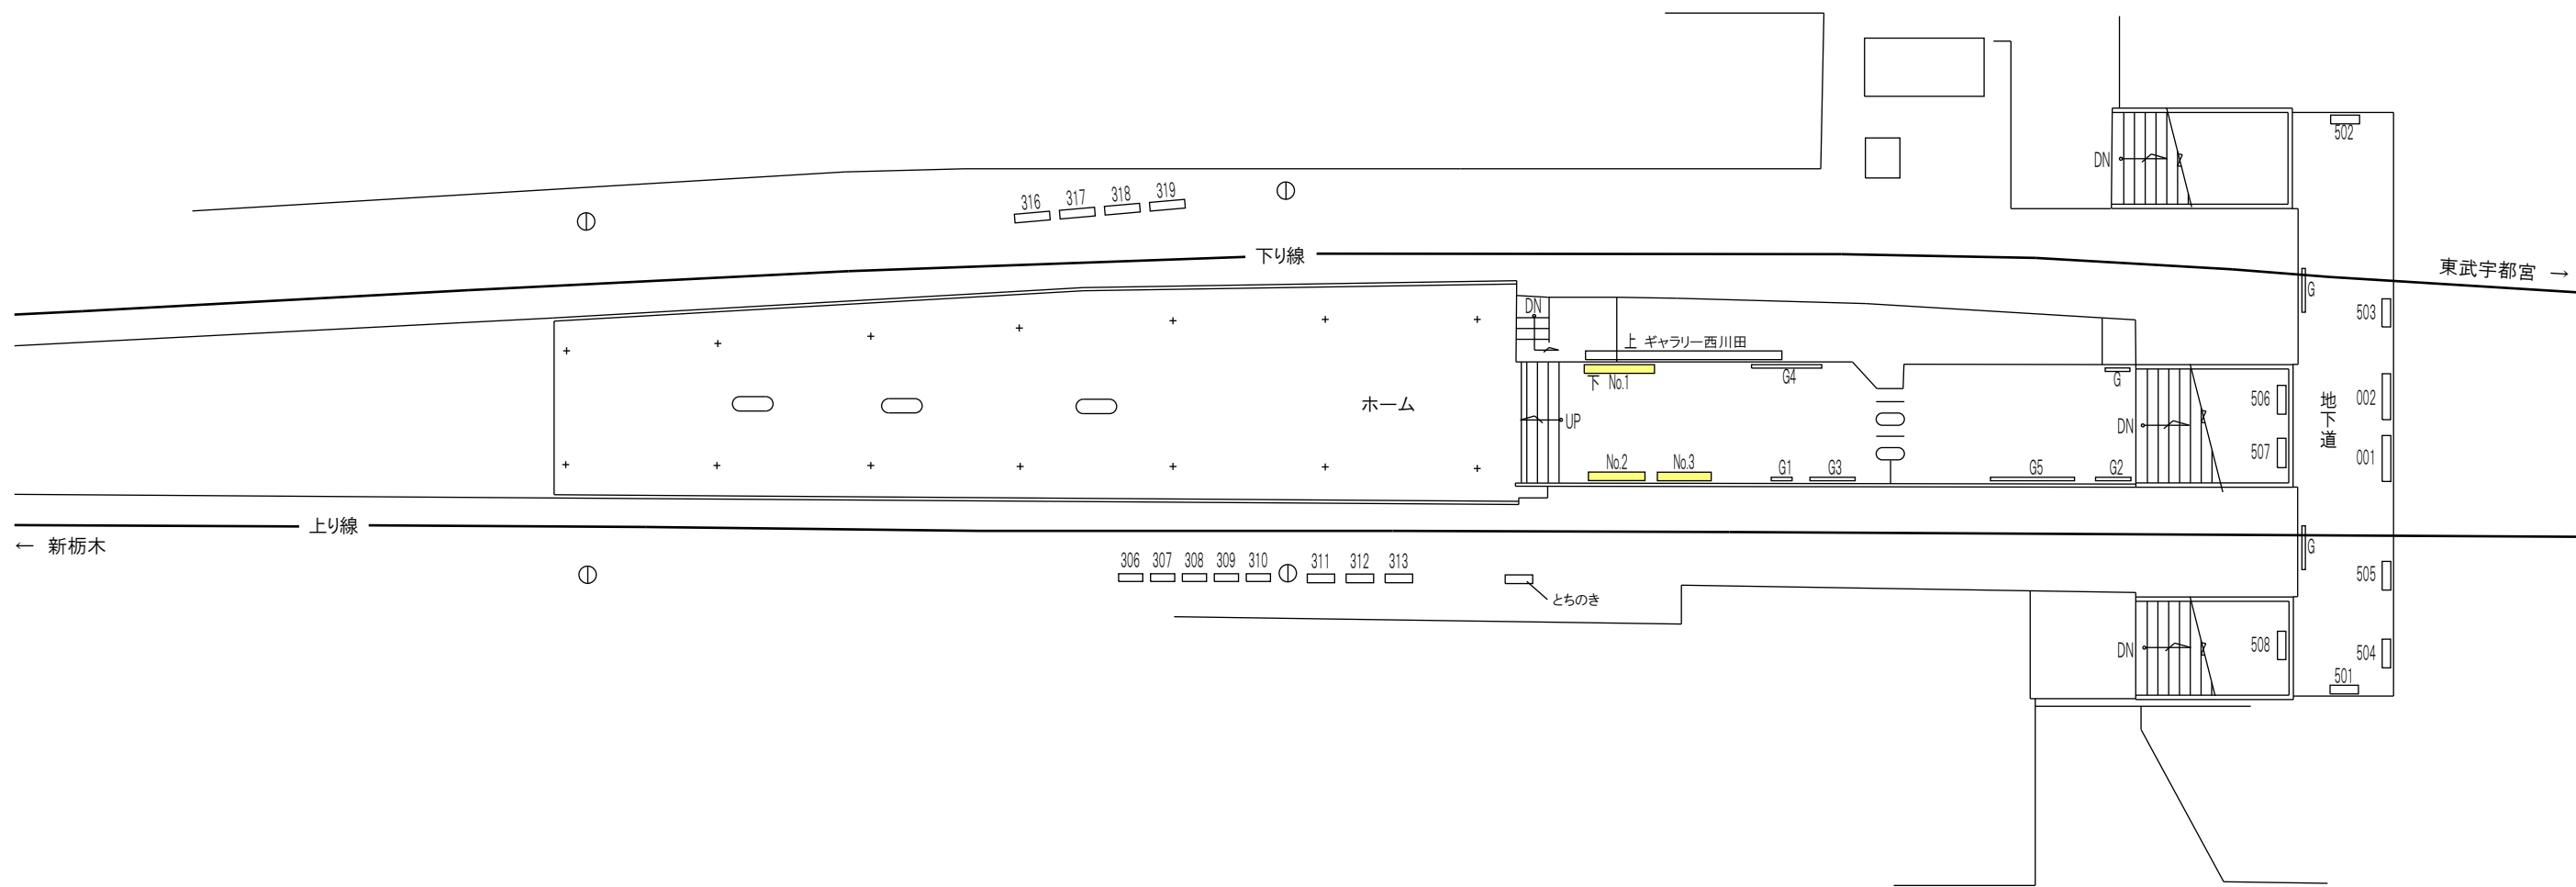 502
DN
316
317
318
319
下り線
東武宇都宮 →
G
503
DN
上 ギャラリー西川田
下 No.1
G4
G
ホーム
UP
DN
506
507
地下道
002
001
No.2
No.3
G1
G3
G5
G2
上り線
← 新栃木
G
306
307
308
309
310
311
312
313
とちのき
505
DN
508
504
501